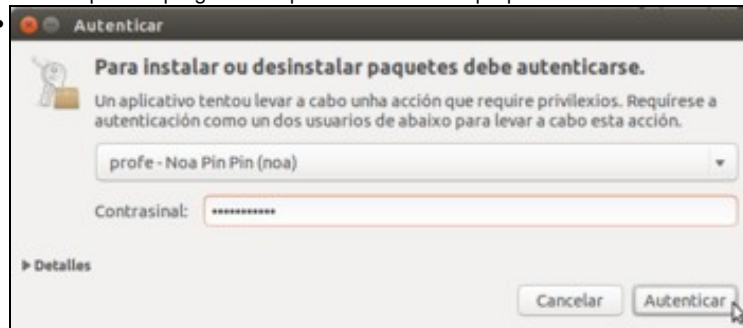 Autenticar
Para instalar ou desinstalar paquetes debe autenticarse.
Un aplicativo tentou levar a cabo unha acción que require privilexios. Requírese a
autenticación como un dos usuarios de abaixo para levar a cabo esta acción.
profe - Noa Pin Pin (noa)
Contrasinal: •••••••••••
Detalles
Cancelar Autenticar